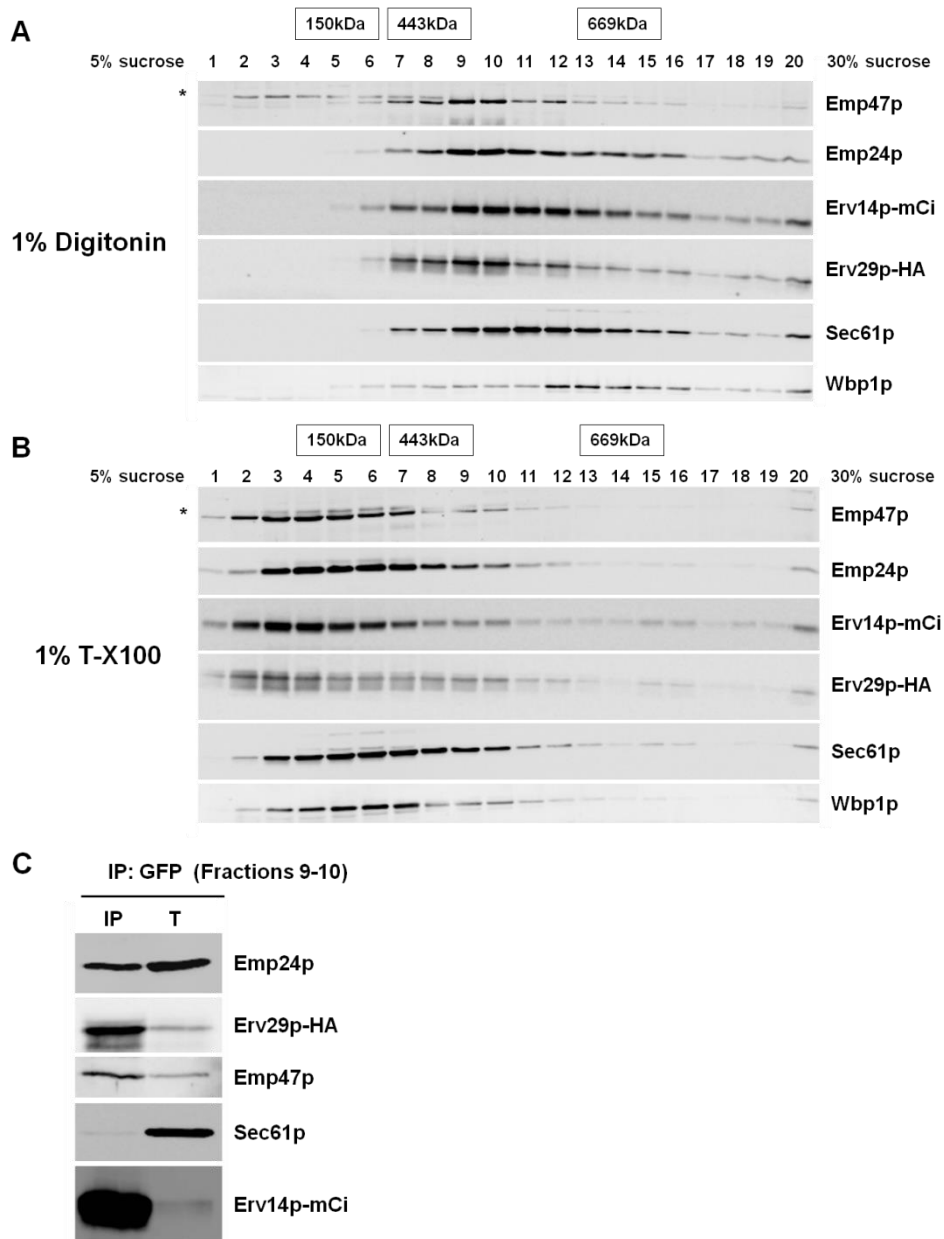 A
150kDa 443kDa 669kDa
5% sucrose 1 2 3 4 5 6 7 8 9 10 11 12 13 14 15 16 17 18 19 20 30% sucrose
* Emp47p
Emp24p
Erv14p-mCi
1% Digitonin
Erv29p-HA
Sec61p
Wbp1p
B
150kDa 443kDa 669kDa
5% sucrose 1 2 3 4 5 6 7 8 9 10 11 12 13 14 15 16 17 18 19 20 30% sucrose
* Emp47p
Emp24p
Erv14p-mCi
1% T-X100
Erv29p-HA
Sec61p
Wbp1p
C
IP: GFP (Fractions 9-10)
IP T
Emp24p
Erv29p-HA
Emp47p
Sec61p
Erv14p-mCi